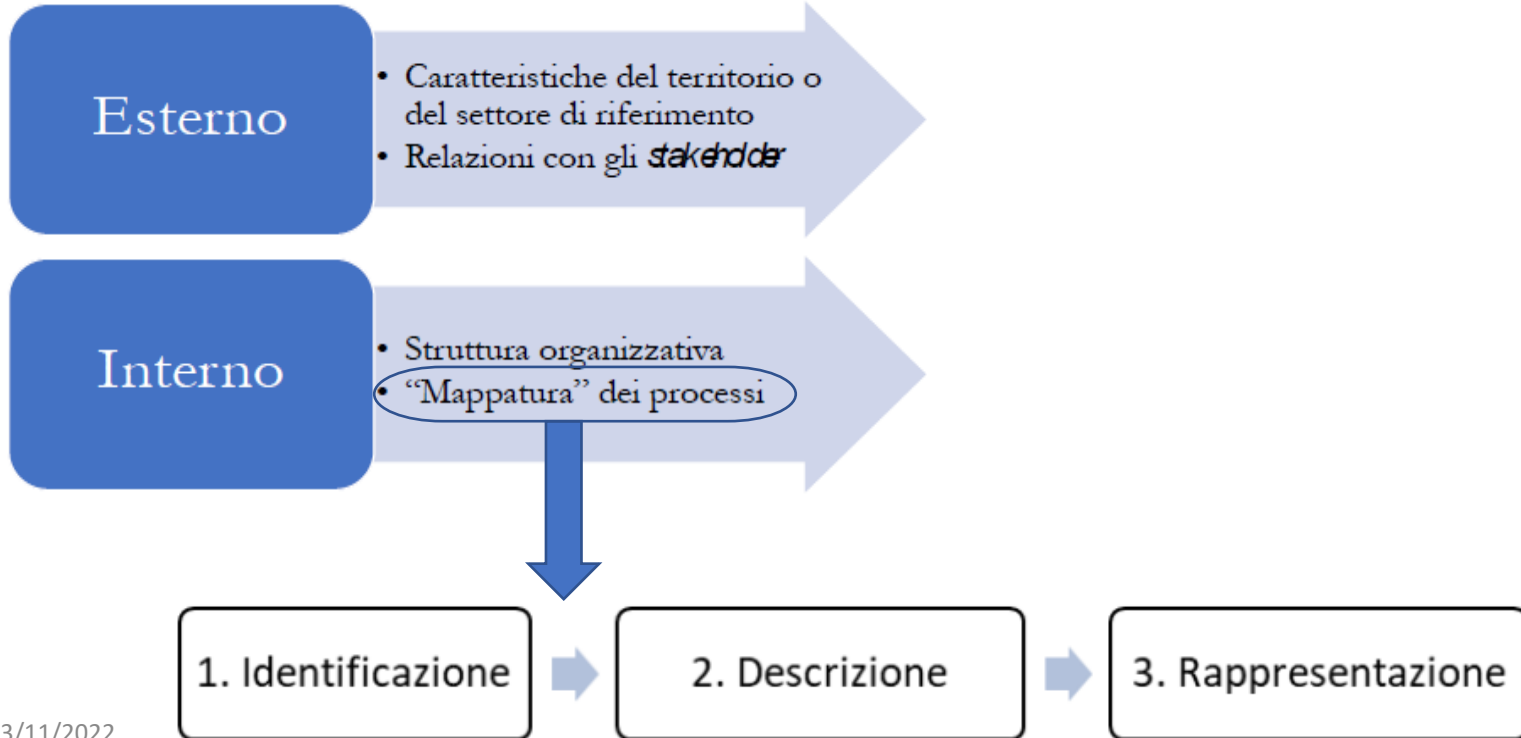 Esterno
• Caratteristiche del territorio o
del settore di riferimento
• Relazioni con gli stakeholder
Interno
• Struttura organizzativa
• “Mappatura” dei processi
1. Identificazione
2. Descrizione
3. Rappresentazione
3/11/2022